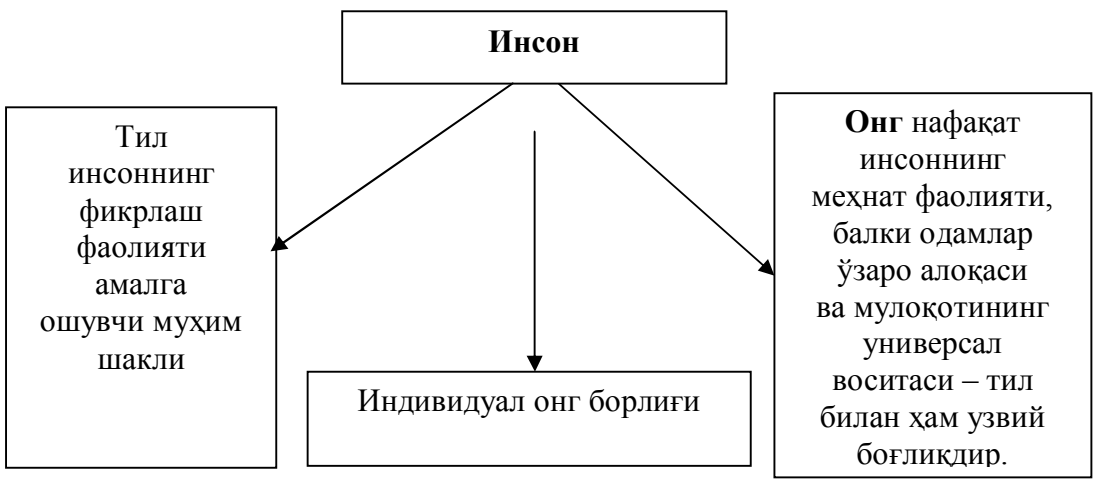 Инсон
Тил
инсоннинг
фикрлаш
фаолияти
амалга
ошувчи муҳим
шакли
Индивидуал онг борлиғи
Онг нафақат
инсоннинг
меҳнат фаолияти,
балки одамлар
ўзаро алоқаси
ва мулоқотининг
универсал
воситаси – тил
билан ҳам узвий
боғлиқдир.